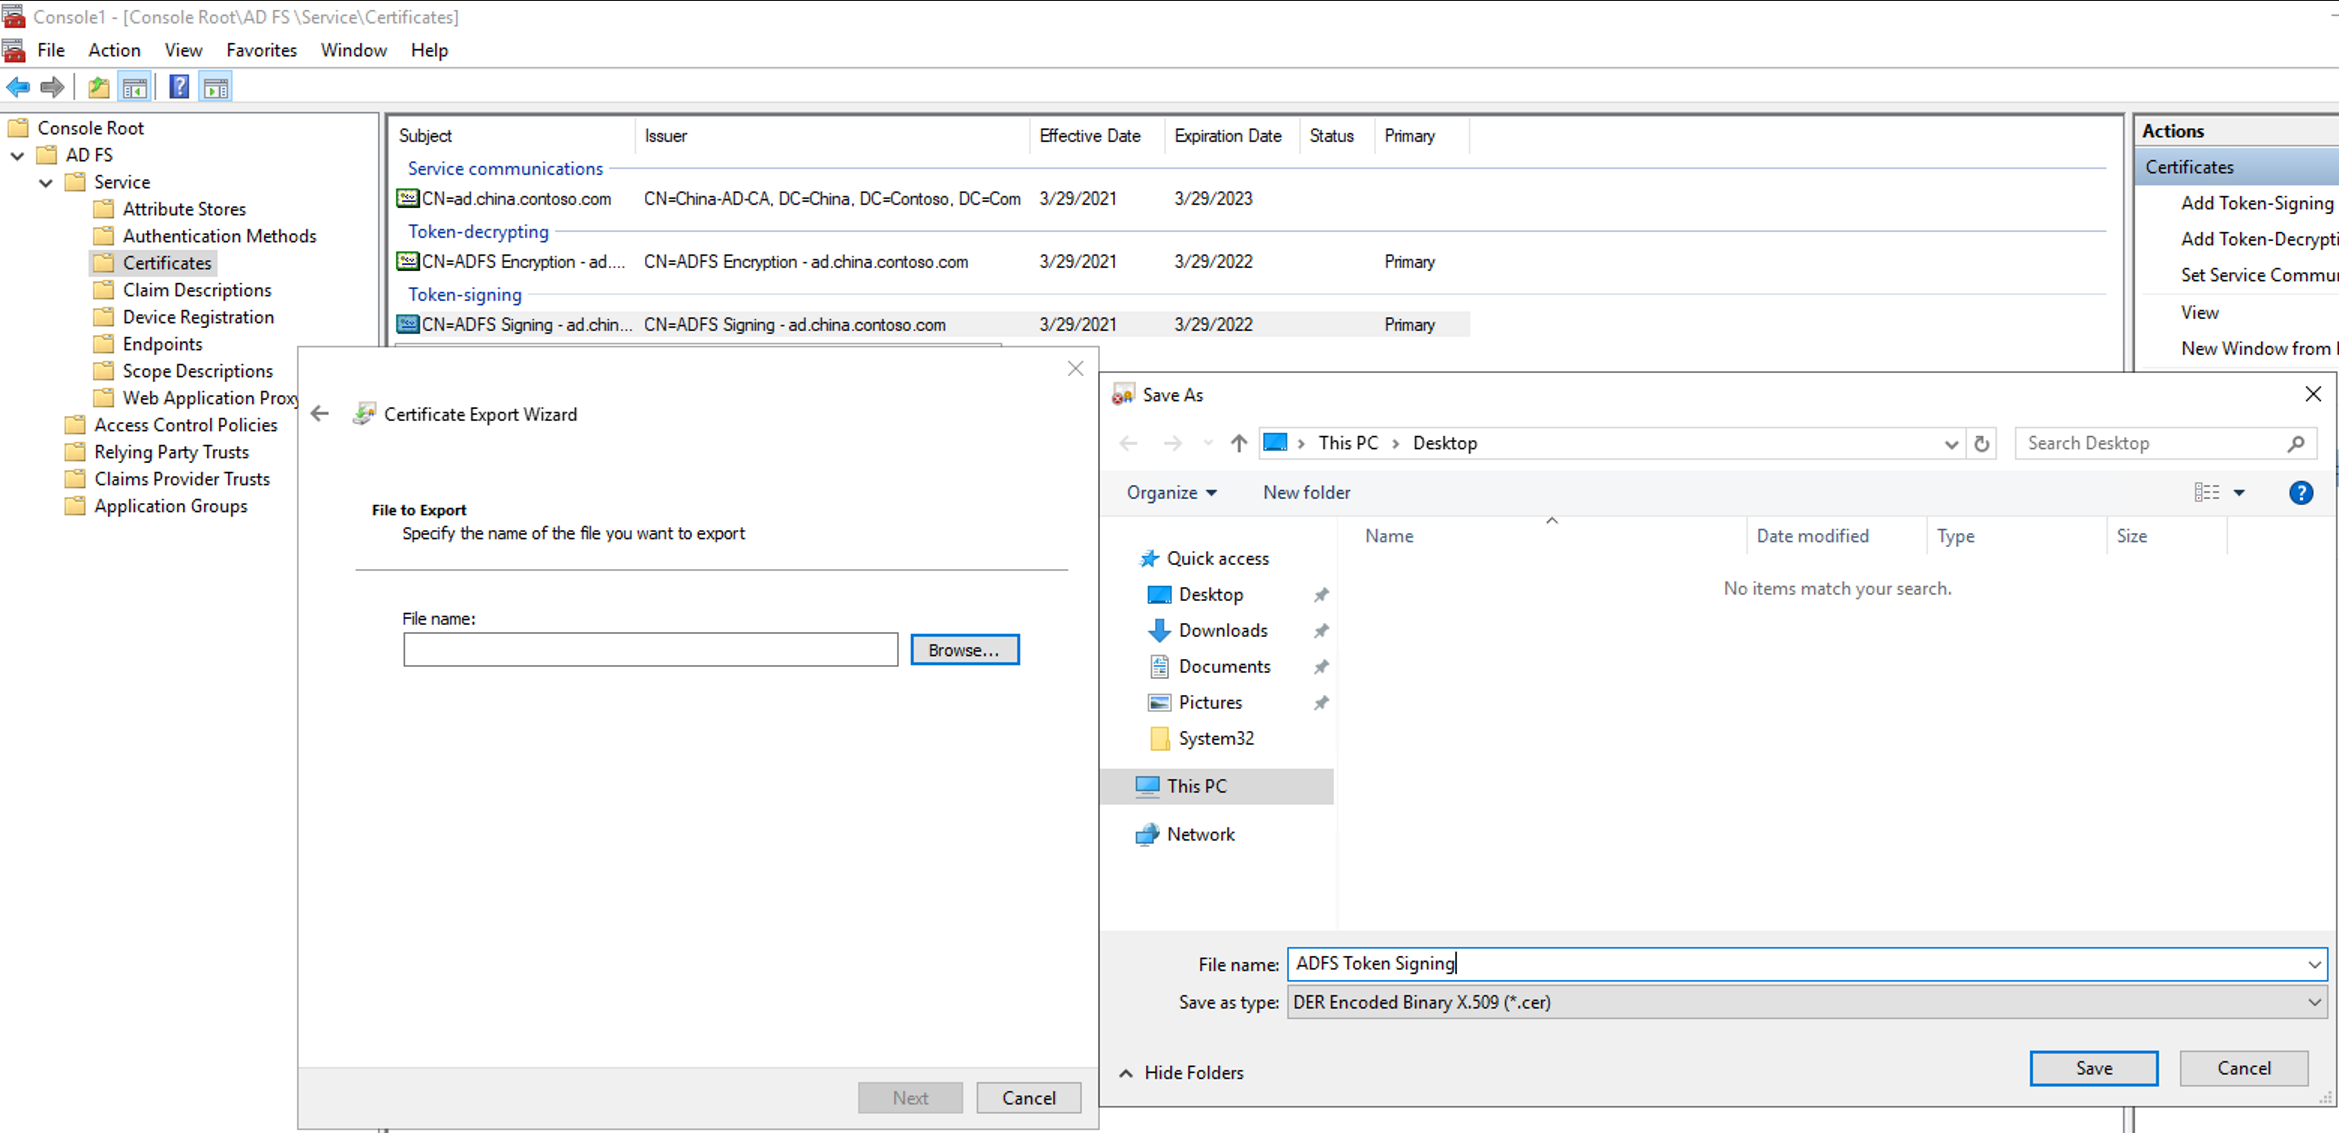 Console1 - [Console Root\AD FS \Service\Certificates]
File Action View Favorites Window Help
Console Root
AD FS
Service
Attribute Stores
Authentication Methods
Certificates
Claim Descriptions
Device Registration
Endpoints
Scope Descriptions
Web Application Proxy
Access Control Policies
Relying Party Trusts
Claims Provider Trusts
Application Groups
Subject Issuer Effective Date Expiration Date Status Primary
Service communications
CN=ad.china.contoso.com CN=China-AD-CA, DC=China, DC=Contoso, DC=Com 3/29/2021 3/29/2023
Token-decrypting
CN=ADFS Encryption - ad.... CN=ADFS Encryption - ad.china.contoso.com 3/29/2021 3/29/2022 Primary
Token-signing
CN=ADFS Signing - ad.chin... CN=ADFS Signing - ad.china.contoso.com 3/29/2021 3/29/2022 Primary
Actions
Certificates
Add Token-Signing
Add Token-Decrypti
Set Service Commu
View
New Window from
Certificate Export Wizard
File to Export
Specify the name of the file you want to export
File name:
Browse...
Next Cancel
Save As
This PC > Desktop
Search Desktop
Organize New folder
Quick access
Desktop
Downloads
Documents
Pictures
System32
This PC
Network
Name Date modified Type Size
No items match your search.
File name: ADFS Token Signing
Save as type: DER Encoded Binary X.509 (*.cer)
Hide Folders
Save Cancel